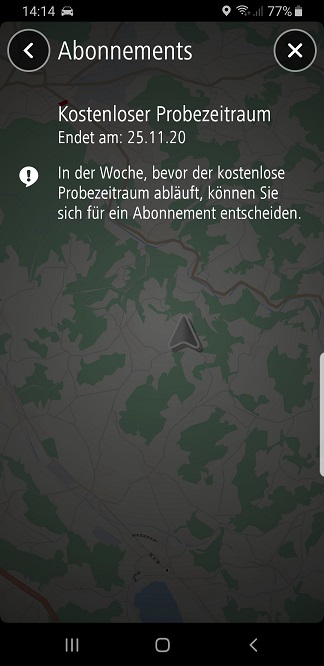 14:14 77%
Abonnements
Kostenloser Probezeitraum
Endet am: 25.11.20
In der Woche, bevor der kostenlose
Probezeitraum abläuft, können Sie
sich für ein Abonnement entscheiden.